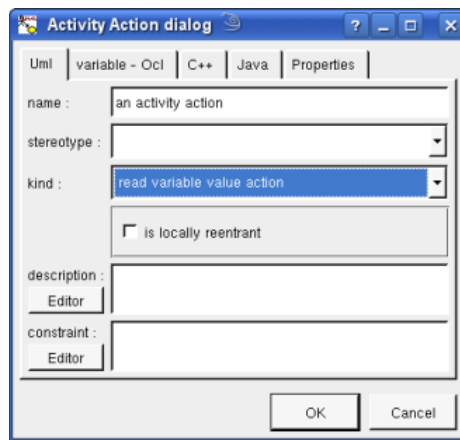 Activity Action dialog
Uml variable - Ocl C++ Java Properties
name : an activity action
stereotype :
kind : read variable value action
is locally reentrant
description :
Editor
constraint :
Editor
OK Cancel